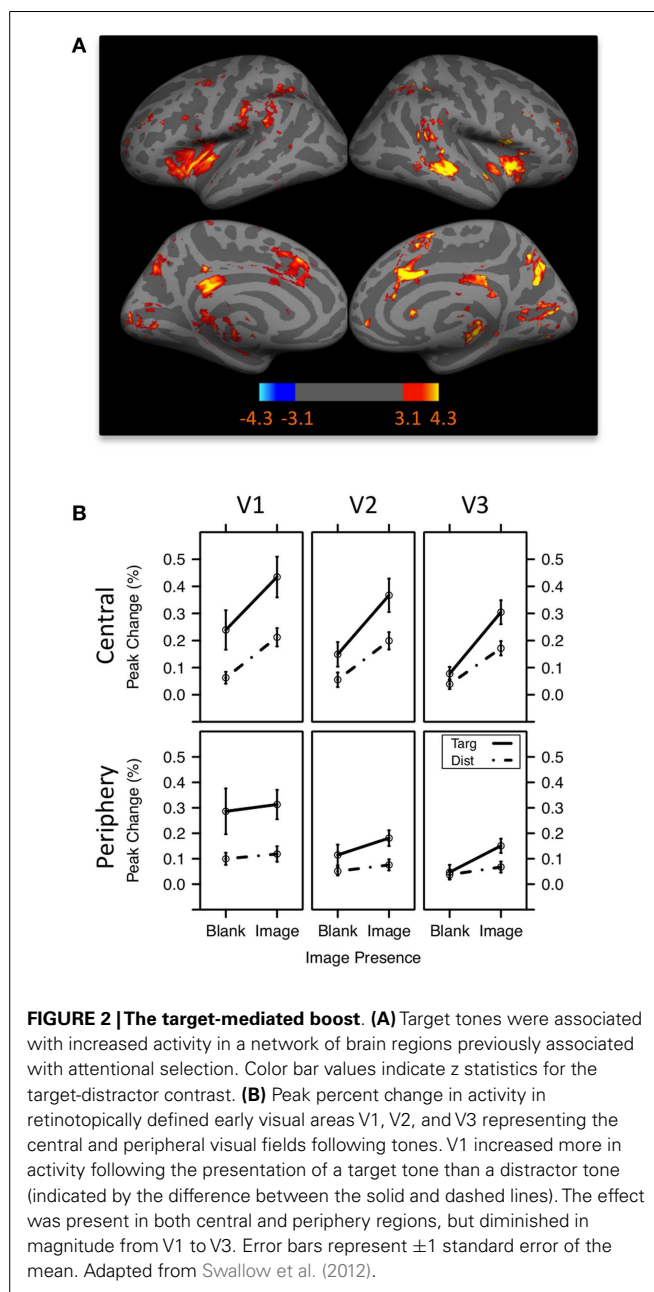 A
-4.3 -3.1 3.1 4.3
B
V1 V2 V3
Central
Peak Change (%)
0.5 0.5
0.4 0.4
0.3 0.3
0.2 0.2
0.1 0.1
0.0 0.0
Periphery
Peak Change (%)
Targ
Dist
0.5 0.5
0.4 0.4
0.3 0.3
0.2 0.2
0.1 0.1
0.0 0.0
Blank Image Blank Image Blank Image
Image Presence
FIGURE 2 | The target-mediated boost. (A) Target tones were associated
with increased activity in a network of brain regions previously associated
with attentional selection. Color bar values indicate z statistics for the
target-distractor contrast. (B) Peak percent change in activity in
retinotopically defined early visual areas V1, V2, and V3 representing the
central and peripheral visual fields following tones. V1 increased more in
activity following the presentation of a target tone than a distractor tone
(indicated by the difference between the solid and dashed lines). The effect
was present in both central and periphery regions, but diminished in
magnitude from V1 to V3. Error bars represent ±1 standard error of the
mean. Adapted from Swallow et al. (2012).